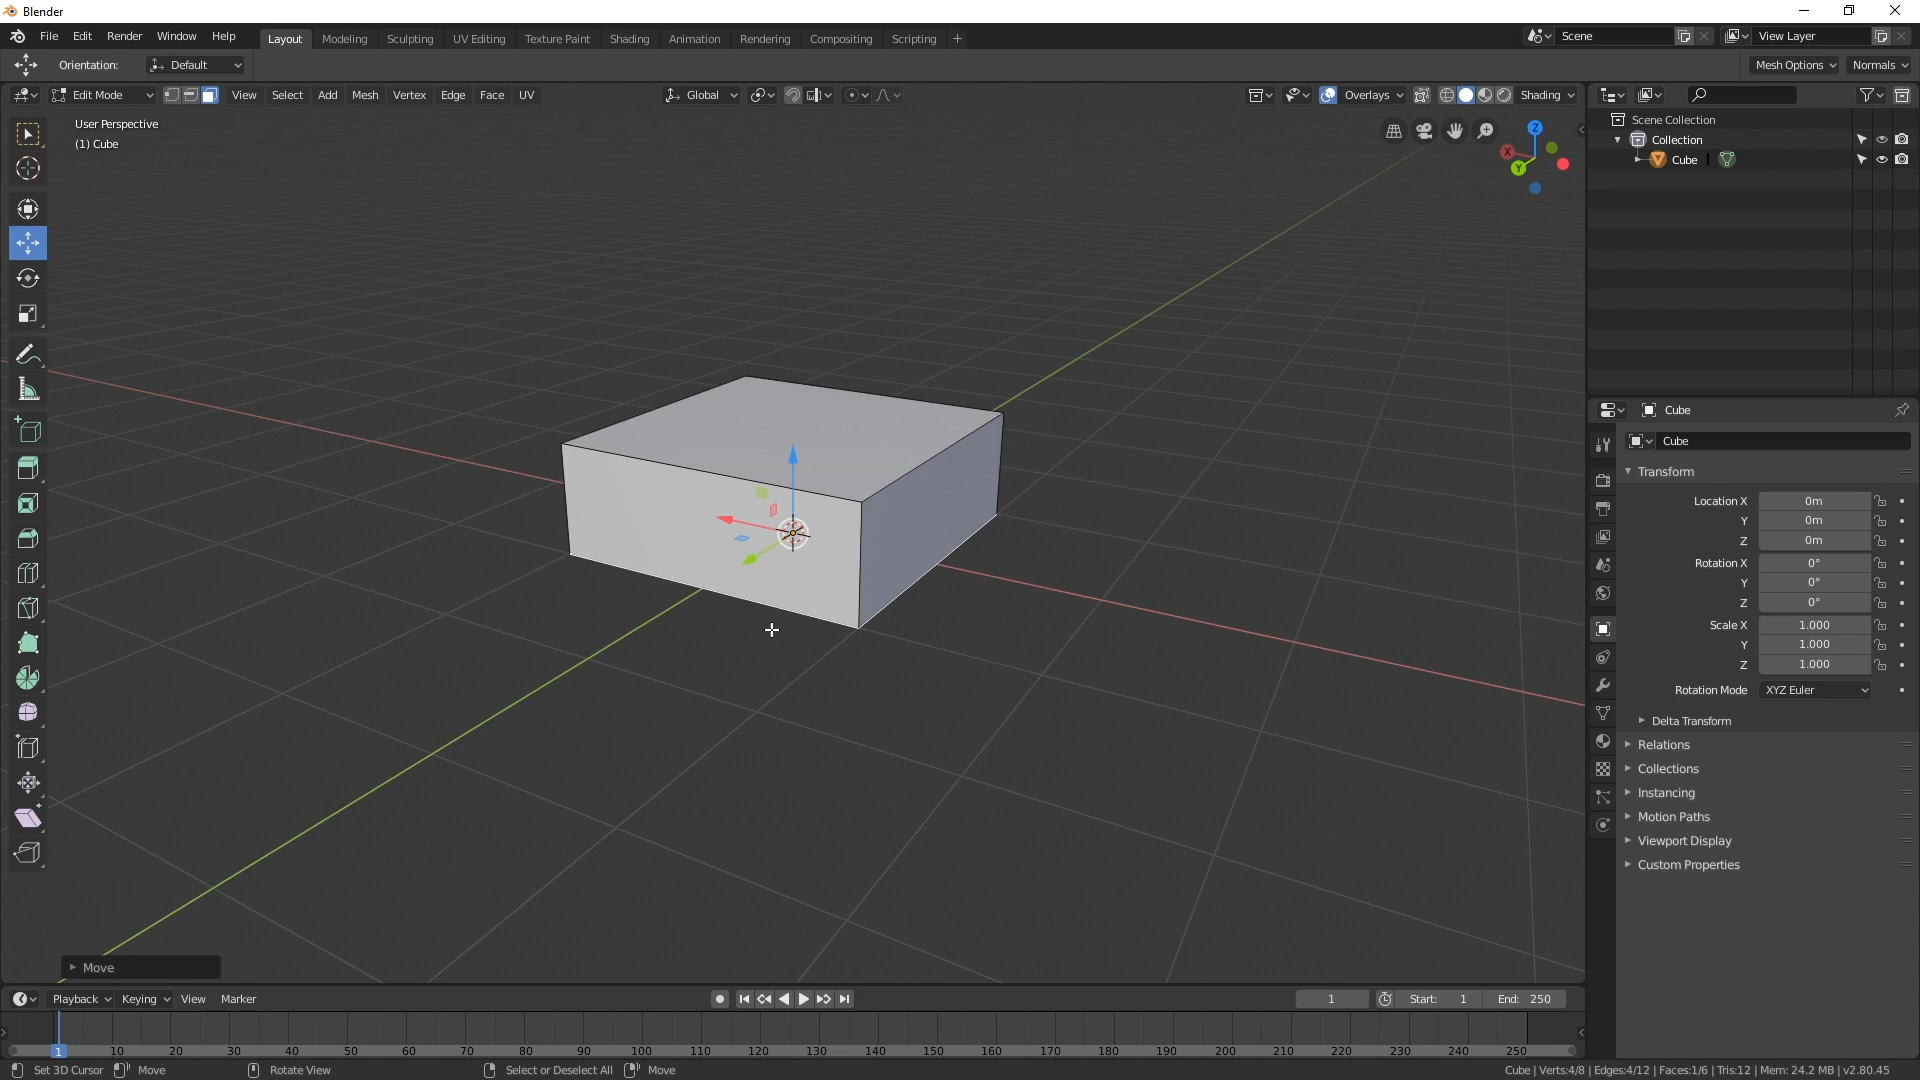 Blender
File Edit Render Window Help Layout Modeling Sculpting UV Editing Texture Paint Shading Animation Rendering Compositing Scripting + Scene View Layer
Orientation: Default Mesh Options Normals
Edit Mode View Select Add Mesh Vertex Edge Face UV Global Overlays Shading
User Perspective
(1) Cube
Z
X
Y
Scene Collection
Collection
Cube
Cube
Cube
Transform
Location X 0m
Y 0m
Z 0m
Rotation X 0°
Y 0°
Z 0°
Scale X 1.000
Y 1.000
Z 1.000
Rotation Mode XYZ Euler
Delta Transform
Relations
Collections
Instancing
Motion Paths
Viewport Display
Custom Properties
Move
Playback Keying View Marker 1 Start: 1 End: 250
1 10 20 30 40 50 60 70 80 90 100 110 120 130 140 150 160 170 180 190 200 210 220 230 240 250
Set 3D Cursor Move Rotate View Select or Deselect All Move Cube | Verts:4/8 | Edges:4/12 | Faces:1/6 | Tris:12 | Mem: 24.2 MB | v2.80.45